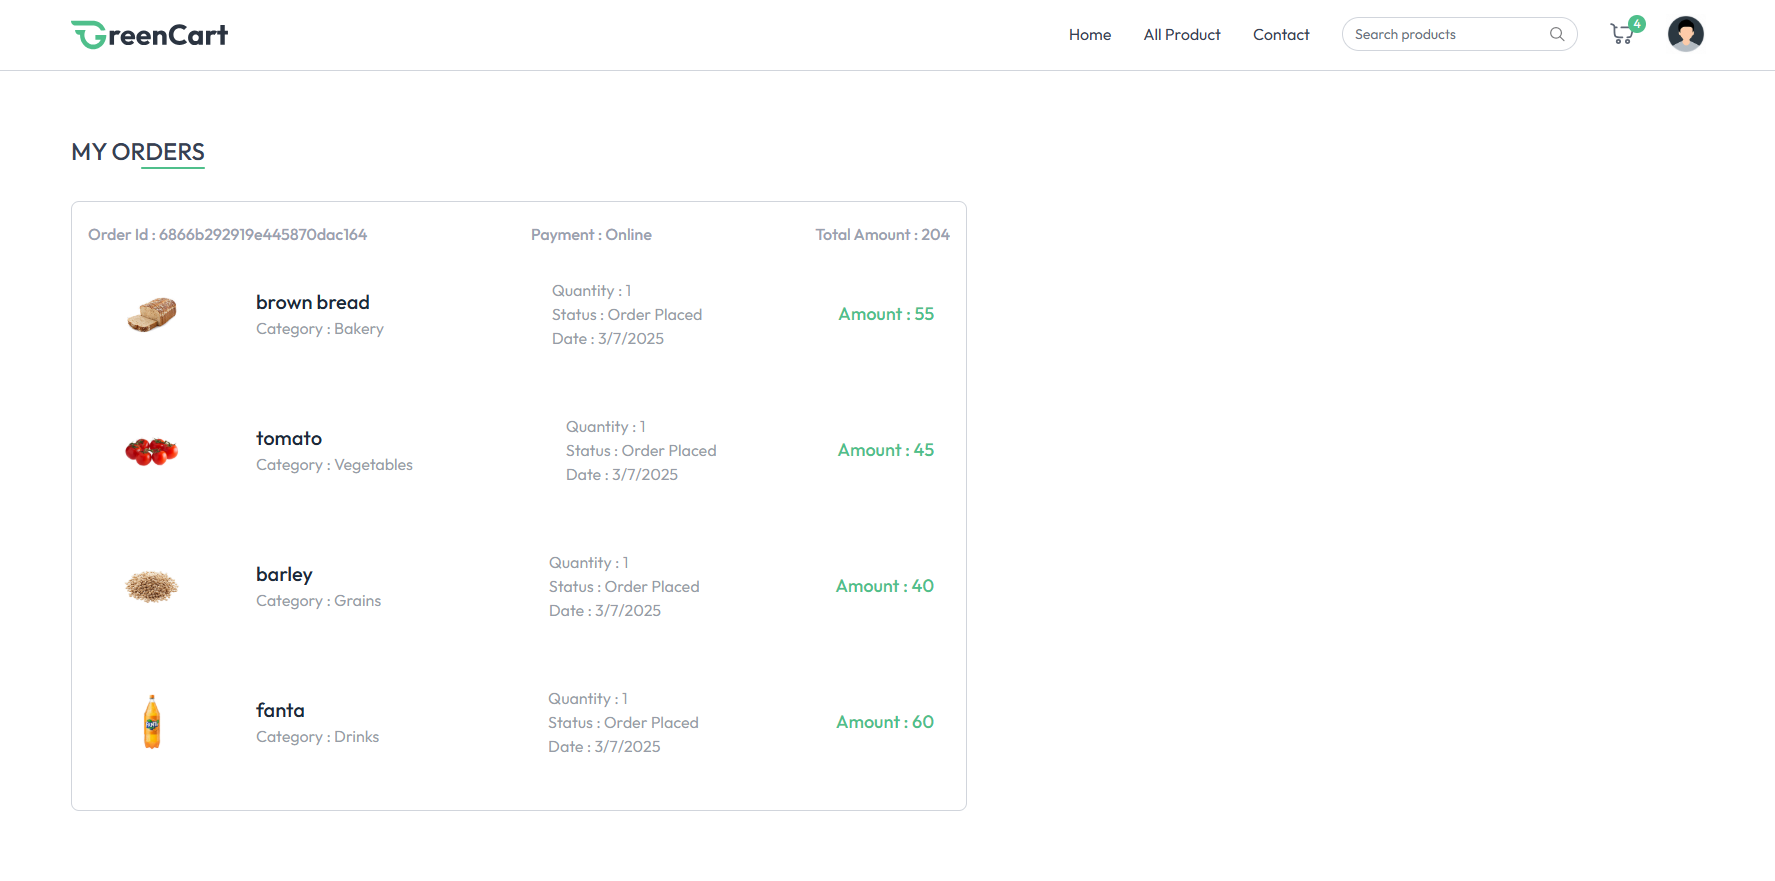 GreenCart
Home
All Product
Contact
Search products
4
MY ORDERS
Order Id : 6866b292919e445870dac164
Payment : Online
Total Amount : 204
brown bread
Category : Bakery
Quantity : 1
Status : Order Placed
Date : 3/7/2025
Amount : 55
tomato
Category : Vegetables
Quantity : 1
Status : Order Placed
Date : 3/7/2025
Amount : 45
barley
Category : Grains
Quantity : 1
Status : Order Placed
Date : 3/7/2025
Amount : 40
fanta
Category : Drinks
Quantity : 1
Status : Order Placed
Date : 3/7/2025
Amount : 60